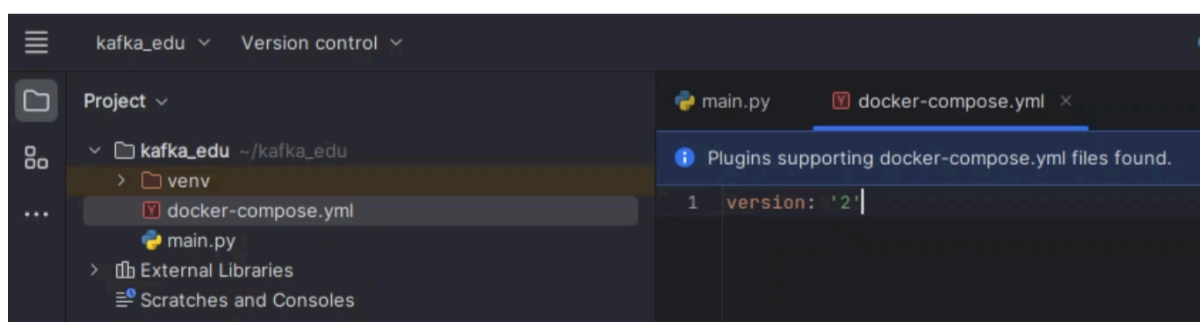 kafka_edu Version control
Project
kafka_edu ~/kafka_edu
venv
docker-compose.yml
main.py
External Libraries
Scratches and Consoles
main.py docker-compose.yml ×
Plugins supporting docker-compose.yml files found.
1 version: '2'